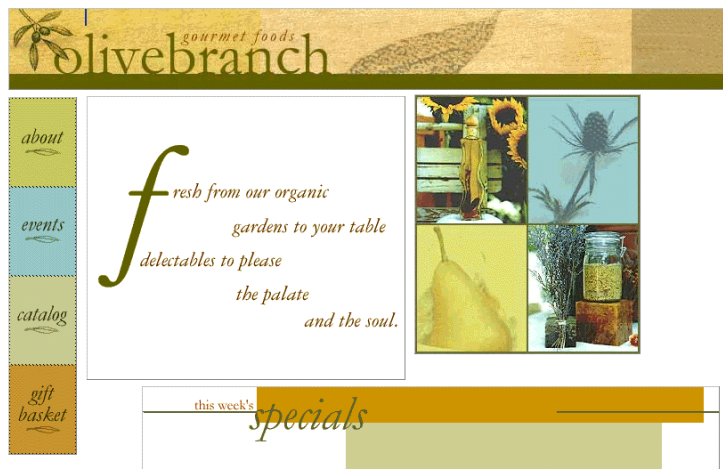 gourmet foods
olivebranch
about
events
catalog
gift
basket
fresh from our organic
gardens to your table
delectables to please
the palate
and the soul.
this week's
specials